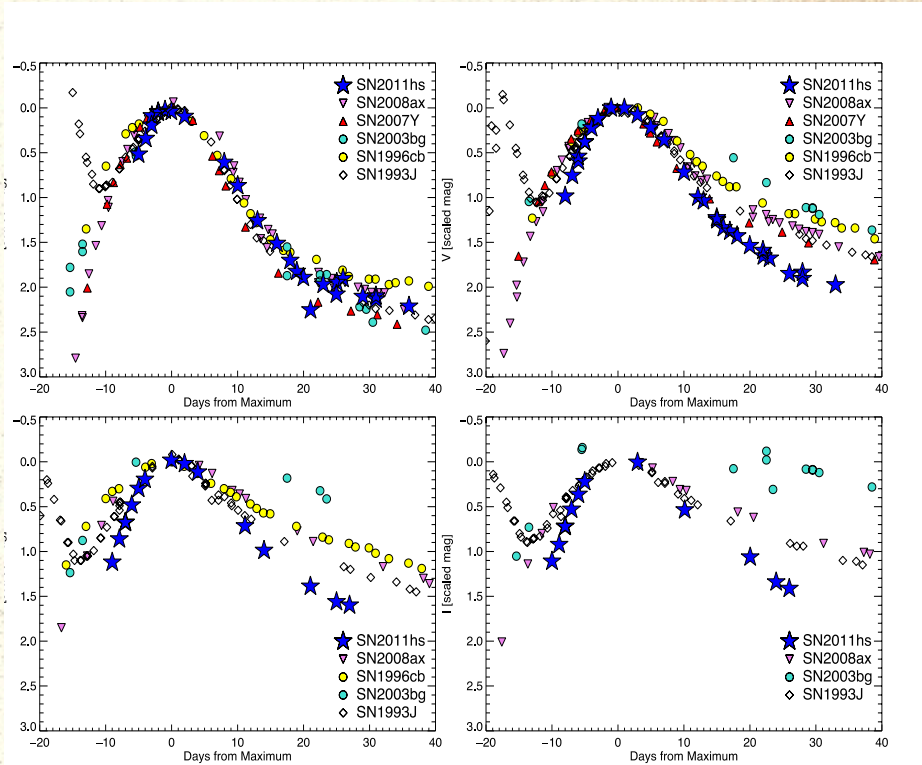 −0.5
0.0
0.5
1.0
1.5
2.0
2.5
3.0
−20 −10 0 10 20 30 40
Days from Maximum
SN2011hs
SN2008ax
SN2007Y
SN2003bg
SN1996cb
SN1993J
V [scaled mag]
−0.5
0.0
0.5
1.0
1.5
2.0
2.5
3.0
−20 −10 0 10 20 30 40
Days from Maximum
SN2011hs
SN2008ax
SN2007Y
SN2003bg
SN1996cb
SN1993J
−0.5
0.0
0.5
1.0
1.5
2.0
2.5
3.0
−20 −10 0 10 20 30 40
Days from Maximum
SN2011hs
SN2008ax
SN1996cb
SN2003bg
SN1993J
I [scaled mag]
−0.5
0.0
0.5
1.0
1.5
2.0
2.5
3.0
−20 −10 0 10 20 30 40
Days from Maximum
SN2011hs
SN2008ax
SN2003bg
SN1993J